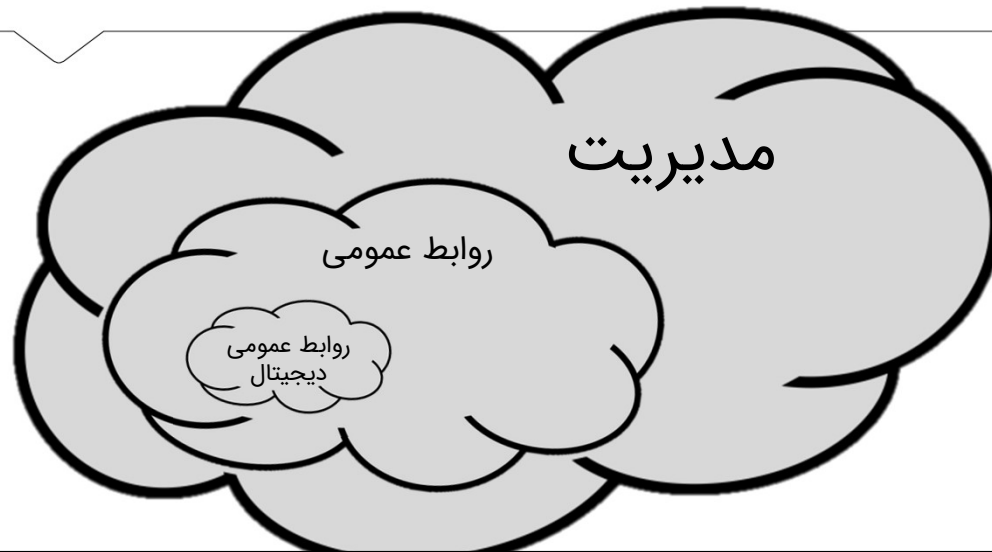 مدیریت
روابط عمومی
روابط عمومی
دیجیتال